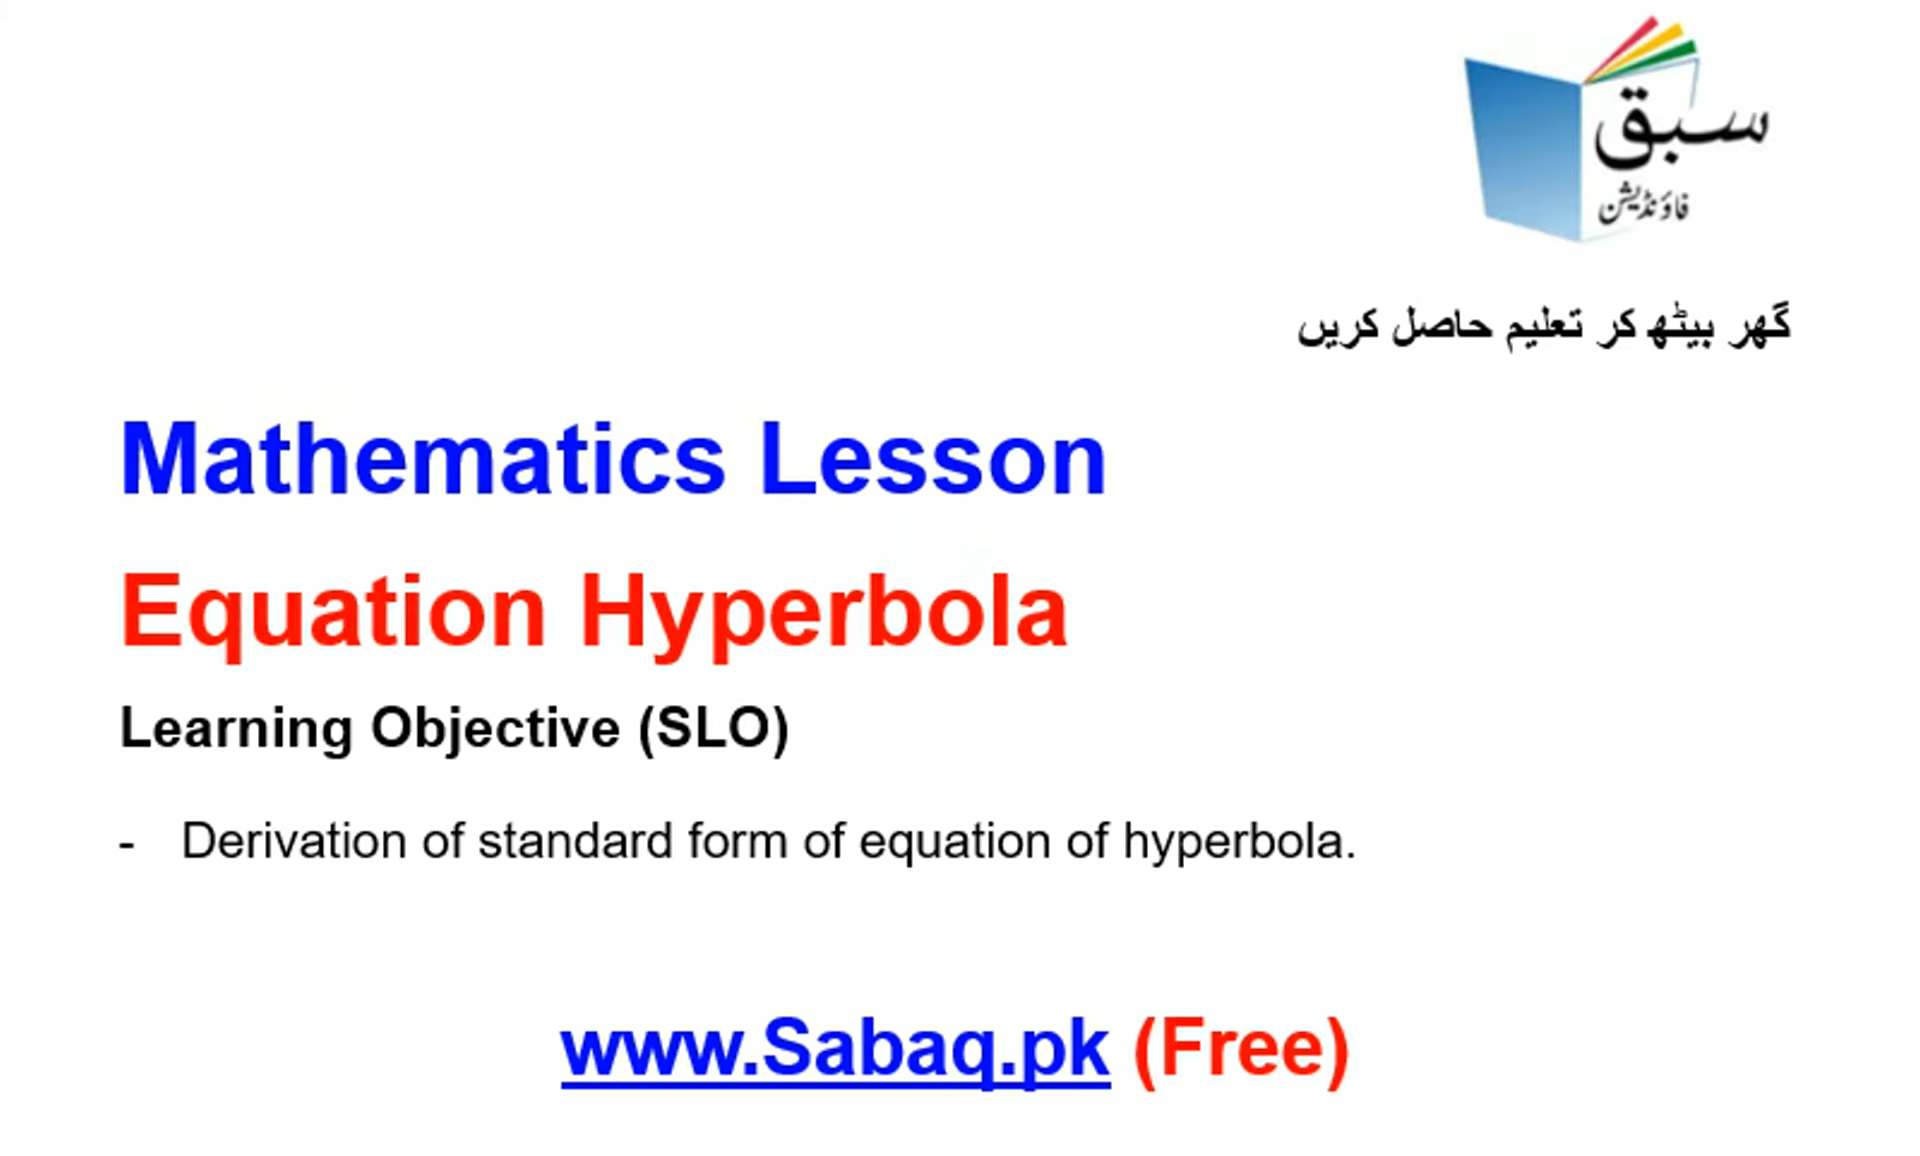 سبق
فاؤنڈیشن
گھر بیٹھ کر تعلیم حاصل کریں
Mathematics Lesson
Equation Hyperbola
Learning Objective (SLO)
- Derivation of standard form of equation of hyperbola.
www.Sabaq.pk (Free)